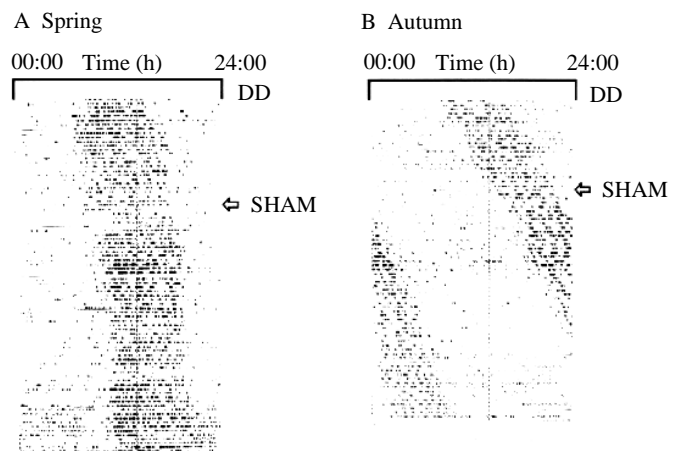 A Spring
00:00 Time (h) 24:00
DD
SHAM
B Autumn
00:00 Time (h) 24:00
DD
SHAM